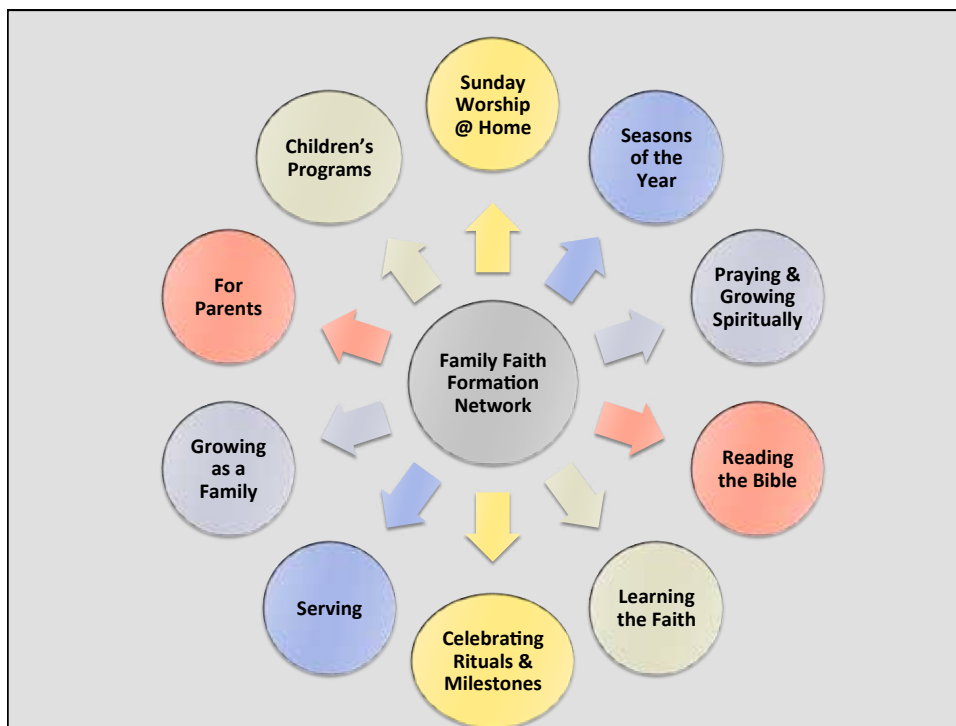 Sunday
Worship
@ Home
Seasons
of the
Year
Praying &
Growing
Spiritually
Reading
the Bible
Learning
the Faith
Celebrating
Rituals &
Milestones
Serving
Growing
as a
Family
For
Parents
Children’s
Programs
Family Faith
Formation
Network